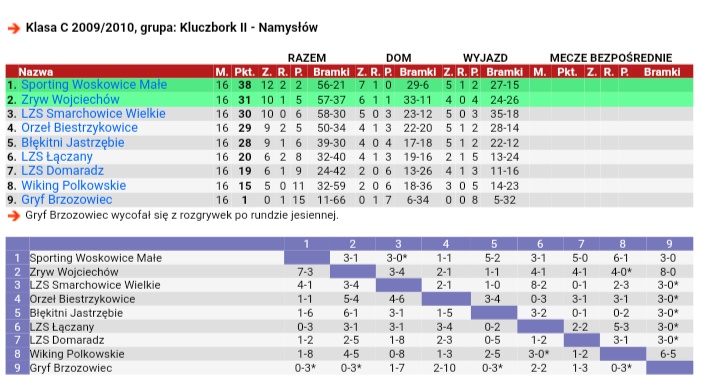 Klasa C 2009/2010, grupa: Kluczbork II - Namysłów
RAZEM DOM WYJAZD MECZE BEZPOŚREDNIE
Nazwa M. Pkt. Z. R. P. Bramki Z. R. P. Bramki Z. R. P. Bramki M. Pkt. Z. R. P. Bramki
1. Sporting Woskowice Małe 16 38 12 2 2 56-21 7 1 0 29-6 5 1 2 27-15
2. Zryw Wojciechów 16 31 10 1 5 57-37 6 1 1 33-11 4 0 4 24-26
3. LZS Smarchowice Wielkie 16 30 10 0 6 58-30 5 0 3 23-12 5 0 3 35-18
4. Orzeł Biestrzykowice 16 29 9 2 5 50-34 4 1 3 22-20 5 1 2 28-14
5. Błękitni Jastrzębie 16 28 9 1 6 39-30 4 0 4 17-18 5 1 2 22-12
6. LZS Łączany 16 20 6 2 8 32-40 4 1 3 19-16 2 1 5 13-24
7. LZS Domaradz 16 19 6 1 9 24-42 2 0 6 13-26 4 1 3 11-16
8. Wiking Polkowskie 16 15 5 0 11 32-59 2 0 6 18-36 3 0 5 14-23
9. Gryf Brzozowiec 16 1 0 1 15 11-66 0 1 7 6-34 0 0 8 5-32
Gryf Brzozowiec wycofał się z rozgrywek po rundzie jesiennej.
1 2 3 4 5 6 7 8 9
1 Sporting Woskowice Małe 3-1 3-0* 1-1 5-2 3-1 5-0 6-1 3-0
2 Zryw Wojciechów 7-3 3-4 2-1 1-1 4-1 4-1 4-0* 8-0
3 LZS Smarchowice Wielkie 4-1 3-4 2-1 1-0 8-2 0-1 2-3 3-0*
4 Orzeł Biestrzykowice 1-1 5-4 4-6 3-4 0-3 3-1 3-1 3-0*
5 Błękitni Jastrzębie 1-6 6-1 3-1 1-5 3-2 0-1 0-2 3-0*
6 LZS Łączany 0-3 3-1 3-1 3-4 0-2 2-2 5-3 3-0*
7 LZS Domaradz 1-2 2-5 1-8 2-3 0-5 1-2 3-1 3-0*
8 Wiking Polkowskie 1-8 4-5 0-8 1-3 2-5 3-0* 1-2 6-5
9 Gryf Brzozowiec 0-3* 0-3* 1-7 2-10 0-3* 2-2 1-3 0-3*